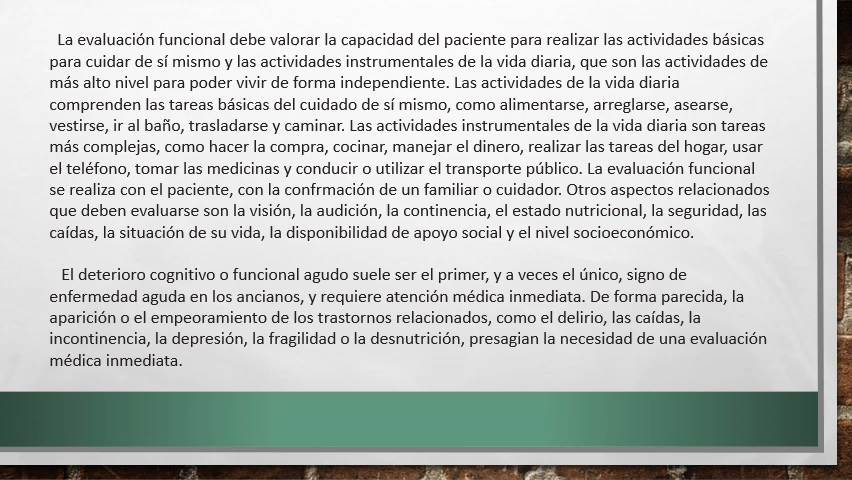 La evaluación funcional debe valorar la capacidad del paciente para realizar las actividades básicas
para cuidar de sí mismo y las actividades instrumentales de la vida diaria, que son las actividades de
más alto nivel para poder vivir de forma independiente. Las actividades de la vida diaria
comprenden las tareas básicas del cuidado de sí mismo, como alimentarse, arreglarse, asearse,
vestirse, ir al baño, trasladarse y caminar. Las actividades instrumentales de la vida diaria son tareas
más complejas, como hacer la compra, cocinar, manejar el dinero, realizar las tareas del hogar, usar
el teléfono, tomar las medicinas y conducir o utilizar el transporte público. La evaluación funcional
se realiza con el paciente, con la confrmación de un familiar o cuidador. Otros aspectos relacionados
que deben evaluarse son la visión, la audición, la continencia, el estado nutricional, la seguridad, las
caídas, la situación de su vida, la disponibilidad de apoyo social y el nivel socioeconómico.
El deterioro cognitivo o funcional agudo suele ser el primer, y a veces el único, signo de
enfermedad aguda en los ancianos, y requiere atención médica inmediata. De forma parecida, la
aparición o el empeoramiento de los trastornos relacionados, como el delirio, las caídas, la
incontinencia, la depresión, la fragilidad o la desnutrición, presagian la necesidad de una evaluación
médica inmediata.